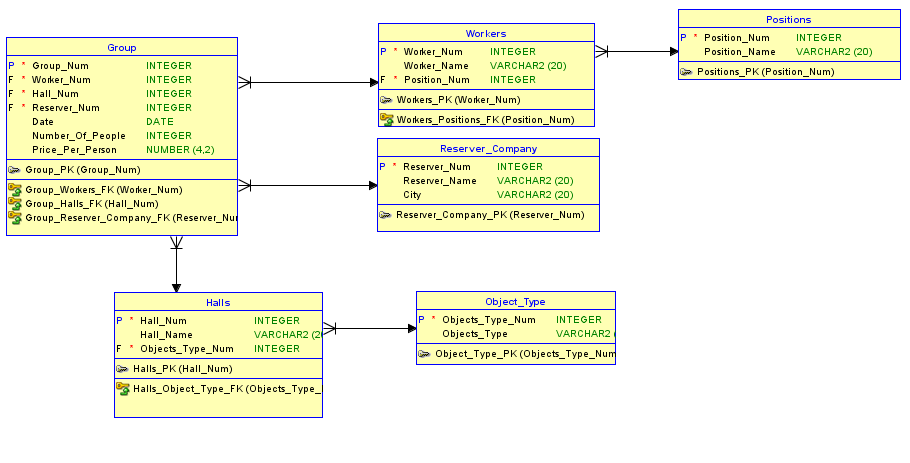 Group
P * Group_Num INTEGER
F * Worker_Num INTEGER
F * Hall_Num INTEGER
F * Reserver_Num INTEGER
Date DATE
Number_Of_People INTEGER
Price_Per_Person NUMBER (4,2)
Group_PK (Group_Num)
Group_Workers_FK (Worker_Num)
Group_Halls_FK (Hall_Num)
Group_Reserver_Company_FK (Reserver_Nu
Workers
P * Worker_Num INTEGER
Worker_Name VARCHAR2 (20)
F * Position_Num INTEGER
Workers_PK (Worker_Num)
Workers_Positions_FK (Position_Num)
Positions
P * Position_Num INTEGER
Position_Name VARCHAR2 (20)
Positions_PK (Position_Num)
Reserver_Company
P * Reserver_Num INTEGER
Reserver_Name VARCHAR2 (20)
City VARCHAR2 (20)
Reserver_Company_PK (Reserver_Num)
Halls
P * Hall_Num INTEGER
Hall_Name VARCHAR2 (20
F * Objects_Type_Num INTEGER
Halls_PK (Hall_Num)
Halls_Object_Type_FK (Objects_Type_
Object_Type
P * Objects_Type_Num INTEGER
Objects_Type VARCHAR2 (
Object_Type_PK (Objects_Type_Num